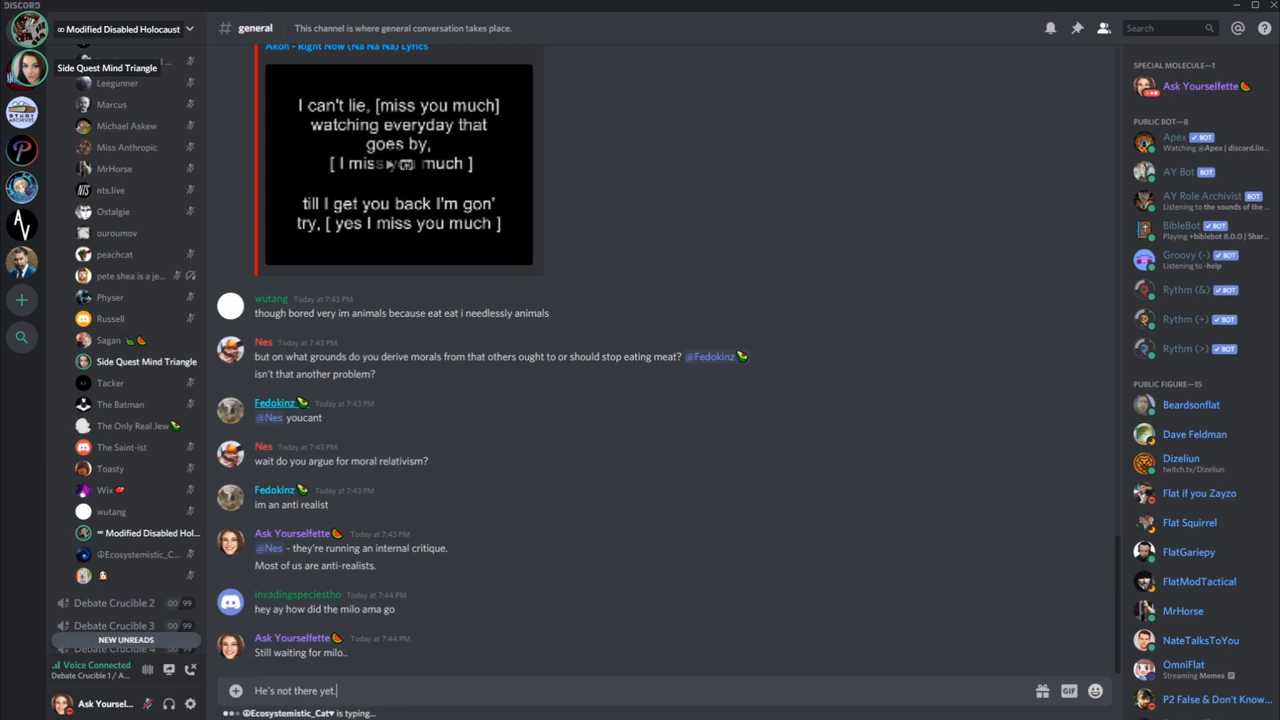 DISCORD
∞ Modified Disabled Holocaust
Side Quest Mind Triangle
Leegunner
Marcus
Michael Askew
Miss Anthropic
MrHorse
nts.live
Ostalgie
ouroumov
peachcat
pete shea is a je...
Physer
Russell
Sagan
Side Quest Mind Triangle
Tacker
The Batman
The Only Real Jew
The Saint-ist
Toasty
Wix
wutang
∞ Modified Disabled Hol...
☮Ecosystemistic_C...
Debate Crucible 2 00 99
Debate Crucible 3 00 99
Debate Crucible 4 00 99
NEW UNREADS
Voice Connected
Debate Crucible 1 / A...
Ask Yoursel...
# general
This channel is where general conversation takes place.
Search
Akon - Right Now (Na Na Na) Lyrics
I can't lie, [miss you much]
watching everyday that
goes by,
[ I miss you much ]
till I get you back I'm gon'
try, [ yes I miss you much ]
wutang Today at 7:43 PM
though bored very im animals because eat eat i needlessly animals
Nes Today at 7:43 PM
but on what grounds do you derive morals from that others ought to or should stop eating meat? @Fedokinz
isn't that another problem?
Fedokinz Today at 7:43 PM
@Nes youcant
Nes Today at 7:43 PM
wait do you argue for moral relativism?
Fedokinz Today at 7:43 PM
im an anti realist
Ask Yourselfette Today at 7:43 PM
@Nes - they're running an internal critique.
Most of us are anti-realists.
invadingspeciestho Today at 7:44 PM
hey ay how did the milo ama go
Ask Yourselfette Today at 7:44 PM
Still waiting for milo..
He's not there yet.
GIF
☮Ecosystemistic_Cat♥ is typing...
SPECIAL MOLECULE—1
Ask Yourselfette
PUBLIC BOT—8
Apex ✔ BOT
Watching @Apex | discord.lin...
AY Bot BOT
AY Role Archivist BOT
Listening to the sounds of the...
BibleBot ✔ BOT
Playing +biblebot 8.0.0 | Shar...
Groovy (-) ✔ BOT
Listening to -help
Rythm (&) ✔ BOT
Rythm (+) ✔ BOT
Rythm (>) ✔ BOT
PUBLIC FIGURE—15
Beardsonflat
Dave Feldman
Dizeliun
twitch.tv/Dizeliun
Flat if you Zayzo
Flat Squirrel
FlatGariepy
FlatModTactical
MrHorse
NateTalksToYou
OmniFlat
Streaming Memes
P2 False & Don't Know...
STUDY
ARCHIVES
P
AV